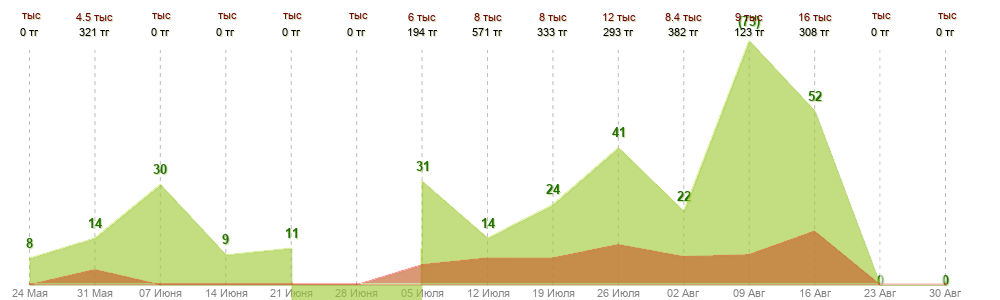 тыс 4.5 тыс тыс тыс тыс тыс 6 тыс 8 тыс 8 тыс 12 тыс 8.4 тыс 9 тыс 16 тыс тыс тыс
0 тг 321 тг 0 тг 0 тг 0 тг 0 тг 194 тг 571 тг 333 тг 293 тг 382 тг 123 тг 308 тг 0 тг 0 тг
8 14 30 9 11 31 14 24 41 22 (75) 52 0 0
24 Мая 31 Мая 07 Июня 14 Июня 21 Июня 28 Июня 05 Июля 12 Июля 19 Июля 26 Июля 02 Авг 09 Авг 16 Авг 23 Авг 30 Авг